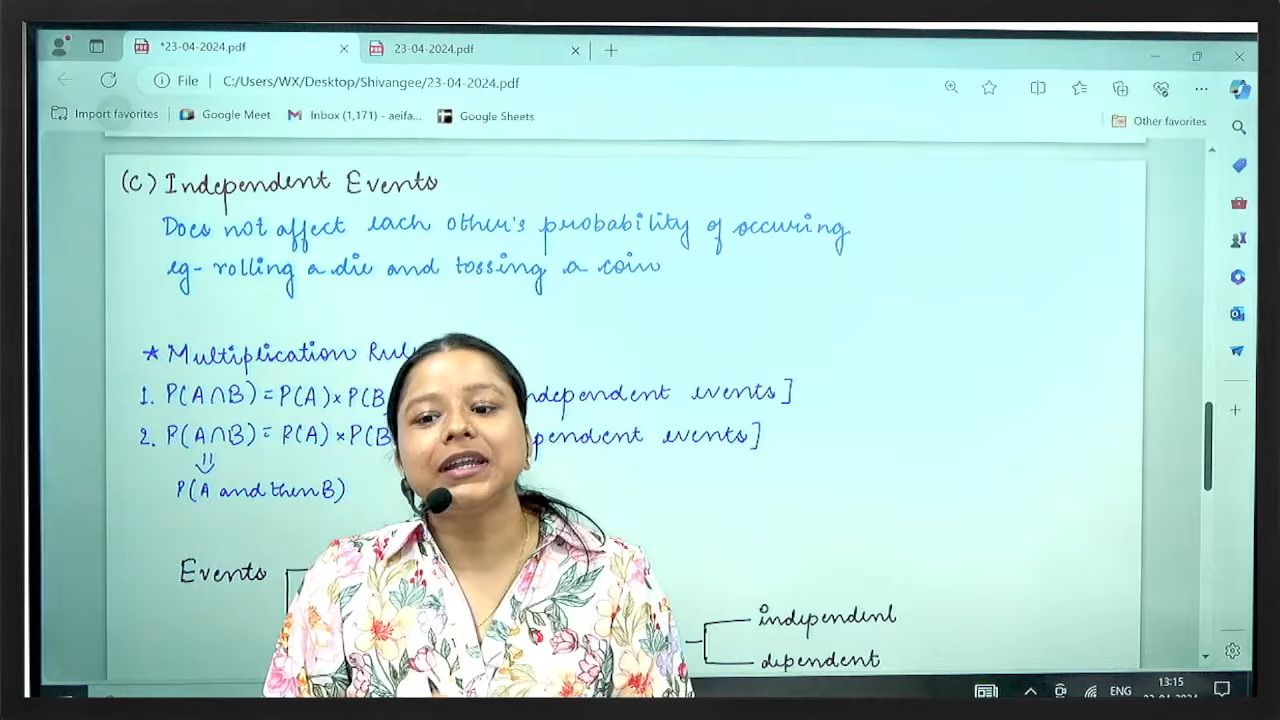 *23-04-2024.pdf
23-04-2024.pdf
File
C:/Users/WX/Desktop/Shivangee/23-04-2024.pdf
Import favorites
Google Meet
Inbox (1,171) - aeifa...
Google Sheets
Other favorites
(C) Independent Events
Does not affect each other's probability of occuring
eg- rolling a die and tossing a coin
* Multiplication
1. P(A∩B) = P(A) × P(B
events]
2. P(A∩B) = P(A) × P(B
events]
P(A and then B)
Events
independent
dependent
ENG
13:15